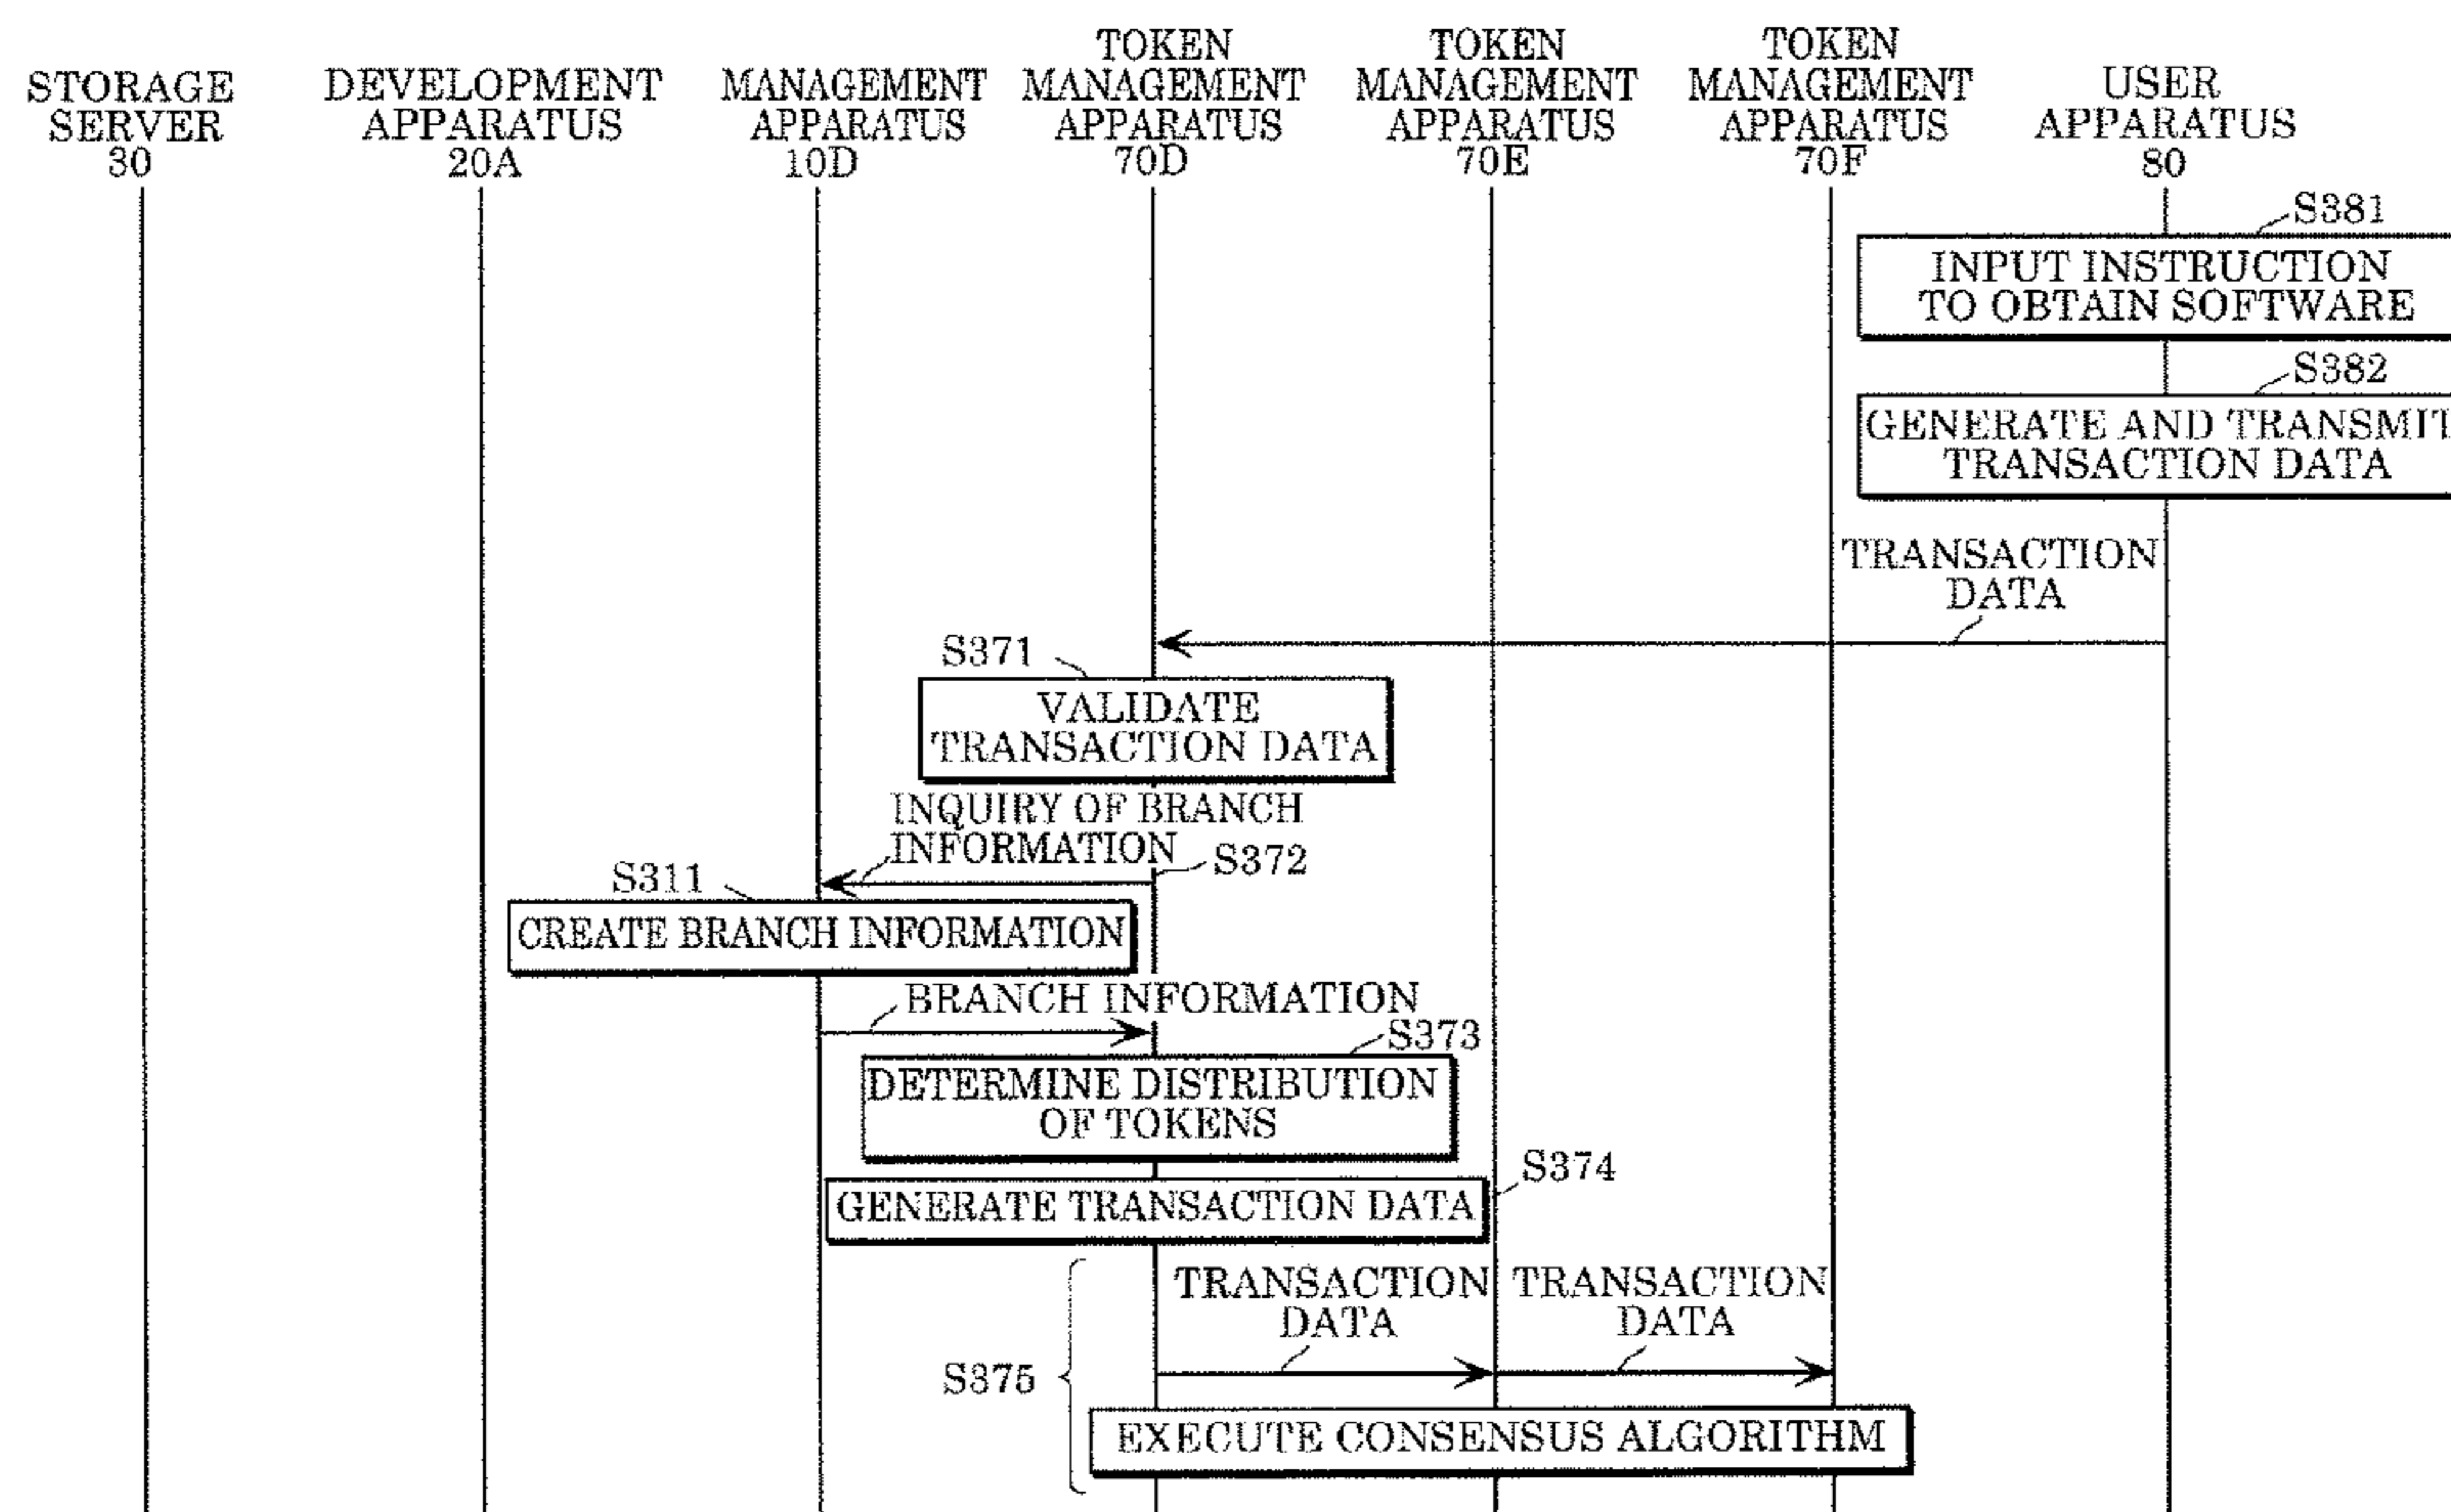 STORAGE
SERVER
30
DEVELOPMENT
APPARATUS
20A
MANAGEMENT
APPARATUS
10D
TOKEN
MANAGEMENT
APPARATUS
70D
TOKEN
MANAGEMENT
APPARATUS
70E
TOKEN
MANAGEMENT
APPARATUS
70F
USER
APPARATUS
80
S381
INPUT INSTRUCTION
TO OBTAIN SOFTWARE
S382
GENERATE AND TRANSMIT
TRANSACTION DATA
TRANSACTION
DATA
S371
VALIDATE
TRANSACTION DATA
INQUIRY OF BRANCH
INFORMATION
S372
S311
CREATE BRANCH INFORMATION
BRANCH INFORMATION
S373
DETERMINE DISTRIBUTION
OF TOKENS
S374
GENERATE TRANSACTION DATA
TRANSACTION
DATA
TRANSACTION
DATA
S375
EXECUTE CONSENSUS ALGORITHM